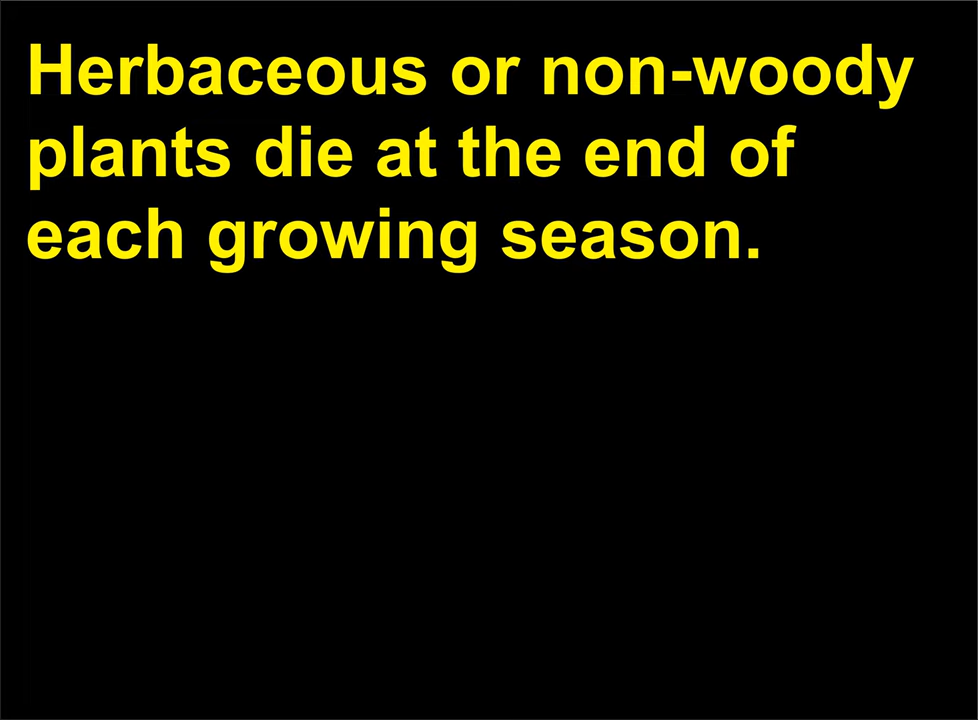 Herbaceous or non-woody
plants die at the end of
each growing season.